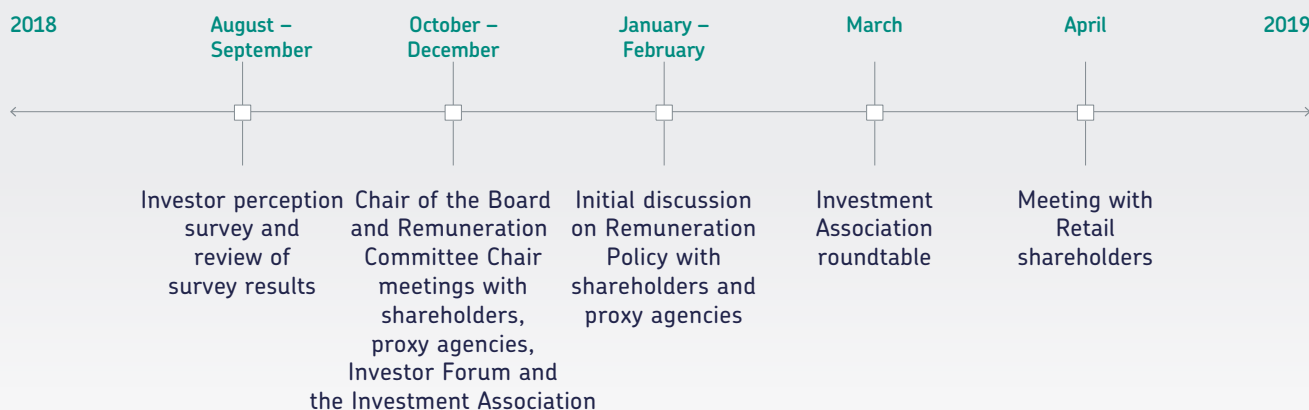 2018
August –
September
October –
December
January –
February
March
April
2019
Investor perception
survey and
review of
survey results
Chair of the Board
and Remuneration
Committee Chair
meetings with
shareholders,
proxy agencies,
Investor Forum and
the Investment Association
Initial discussion
on Remuneration
Policy with
shareholders and
proxy agencies
Investment
Association
roundtable
Meeting with
Retail
shareholders